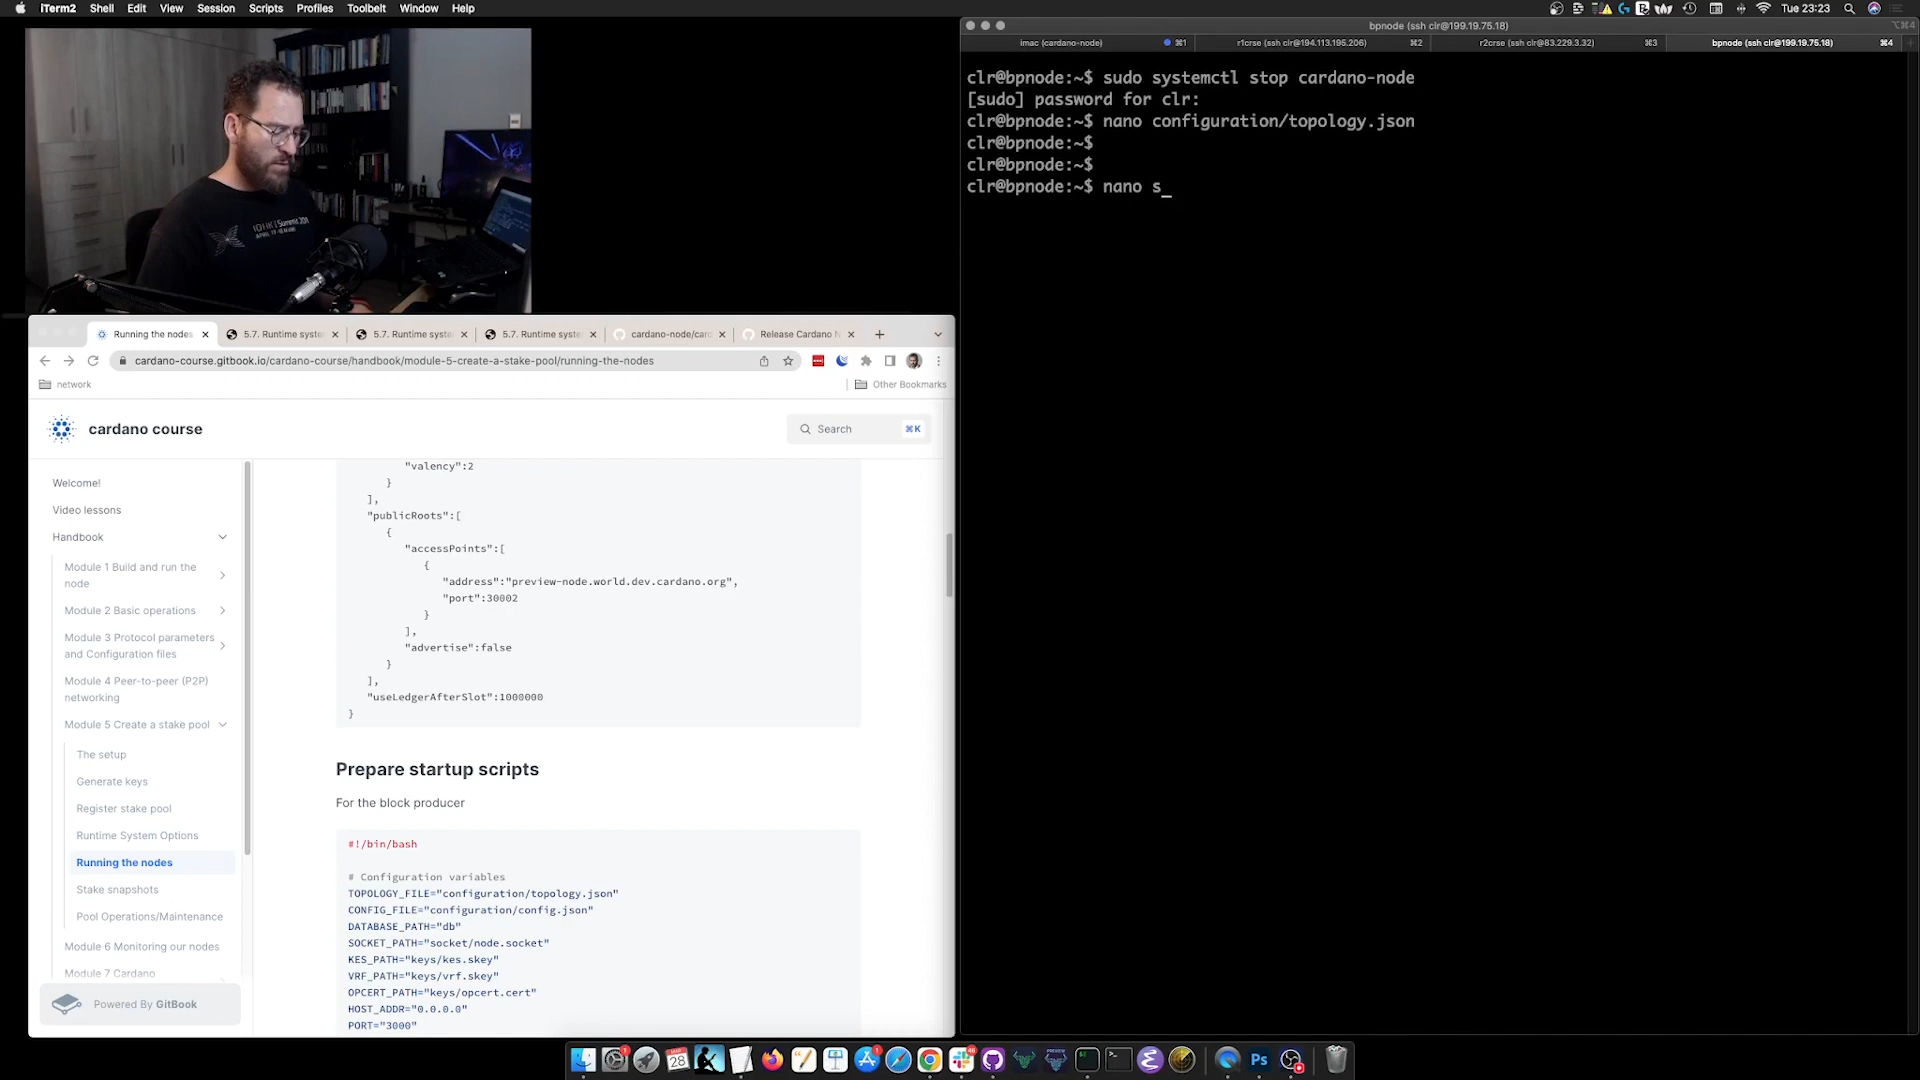 iTerm2 Shell Edit View Session Scripts Profiles Toolbelt Window Help
Tue 23:23
bpnode (ssh clr@199.19.75.18)
⌥⌘4
imac (cardano-node) ⌘1
r1crse (ssh clr@194.113.195.206) ⌘2
r2crse (ssh clr@83.229.3.32) ⌘3
bpnode (ssh clr@199.19.75.18) ⌘4
clr@bpnode:~$ sudo systemctl stop cardano-node
[sudo] password for clr:
clr@bpnode:~$ nano configuration/topology.json
clr@bpnode:~$
clr@bpnode:~$
clr@bpnode:~$ nano s_
IOHK | Summit 2019
Running the nodes
5.7. Runtime syste
5.7. Runtime syste
5.7. Runtime syste
cardano-node/card
Release Cardano N
cardano-course.gitbook.io/cardano-course/handbook/module-5-create-a-stake-pool/running-the-nodes
network
Other Bookmarks
cardano course
Search
⌘K
Welcome!
Video lessons
Handbook
Module 1 Build and run the
node
Module 2 Basic operations
Module 3 Protocol parameters
and Configuration files
Module 4 Peer-to-peer (P2P)
networking
Module 5 Create a stake pool
The setup
Generate keys
Register stake pool
Runtime System Options
Running the nodes
Stake snapshots
Pool Operations/Maintenance
Module 6 Monitoring our nodes
Module 7 Cardano
Powered By GitBook
"valency":2
}
],
"publicRoots":[
{
"accessPoints":[
{
"address":"preview-node.world.dev.cardano.org",
"port":30002
}
],
"advertise":false
}
],
"useLedgerAfterSlot":1000000
}
Prepare startup scripts
For the block producer
#!/bin/bash
# Configuration variables
TOPOLOGY_FILE="configuration/topology.json"
CONFIG_FILE="configuration/config.json"
DATABASE_PATH="db"
SOCKET_PATH="socket/node.socket"
KES_PATH="keys/kes.skey"
VRF_PATH="keys/vrf.skey"
OPCERT_PATH="keys/opcert.cert"
HOST_ADDR="0.0.0.0"
PORT="3000"
28
Ps